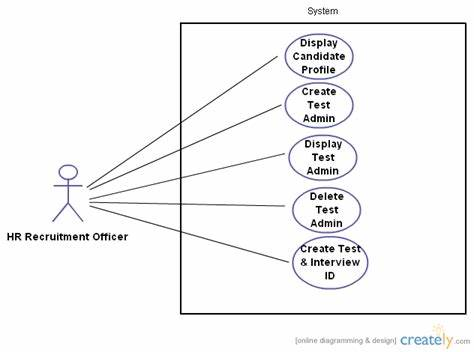 System
Display
Candidate
Profile
Create
Test
Admin
Display
Test
Admin
Delete
Test
Admin
HR Recruitment Officer
Create Test
& Interview
ID
[online diagramming & design] creately.com